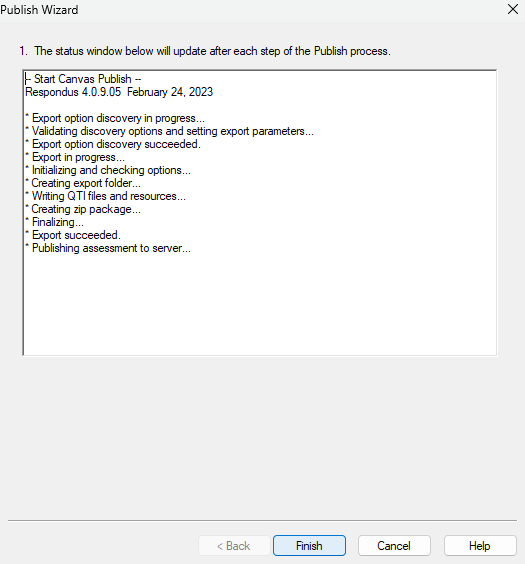 Publish Wizard
1. The status window below will update after each step of the Publish process.
-- Start Canvas Publish --
Respondus 4.0.9.05  February 24, 2023
* Export option discovery in progress...
* Validating discovery options and setting export parameters...
* Export option discovery succeeded.
* Export in progress...
* Initializing and checking options...
* Creating export folder...
* Writing QTI files and resources...
* Creating zip package...
* Finalizing...
* Export succeeded.
* Publishing assessment to server...
< Back Finish Cancel Help